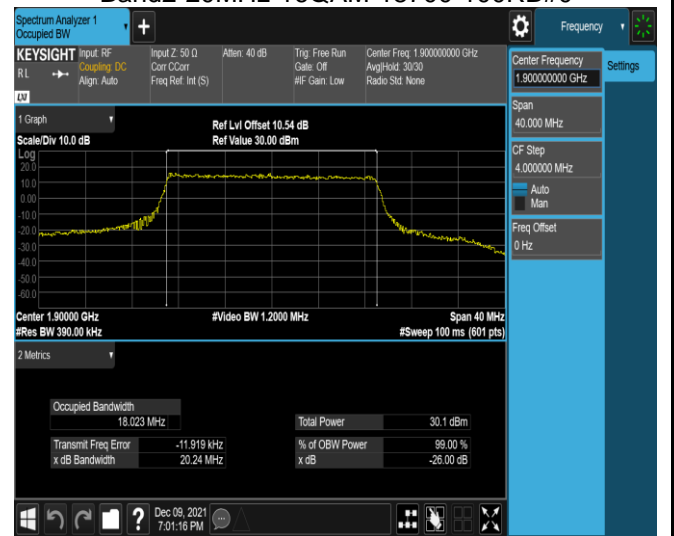 Spectrum Analyzer 1
Occupied BW
Frequency
KEYSIGHT
RL
LXI
Input: RF
Coupling: DC
Align: Auto
Input Z: 50 Ω
Corr CCorr
Freq Ref: Int (S)
Atten: 40 dB
Trig: Free Run
Gate: Off
#IF Gain: Low
Center Freq: 1.900000000 GHz
Avg|Hold: 30/30
Radio Std: None
Center Frequency
1.900000000 GHz
Settings
Span
40.000 MHz
CF Step
4.000000 MHz
Auto
Man
Freq Offset
0 Hz
1 Graph
Scale/Div 10.0 dB
Ref Lvl Offset 10.54 dB
Ref Value 30.00 dBm
Log
20.0
10.0
0.00
-10.0
-20.0
-30.0
-40.0
-50.0
-60.0
Center 1.90000 GHz
#Res BW 390.00 kHz
#Video BW 1.2000 MHz
Span 40 MHz
#Sweep 100 ms (601 pts)
2 Metrics
Occupied Bandwidth
18.023 MHz
Total Power 30.1 dBm
Transmit Freq Error -11.919 kHz
% of OBW Power 99.00 %
x dB Bandwidth 20.24 MHz
x dB -26.00 dB
?
Dec 09, 2021
7:01:16 PM